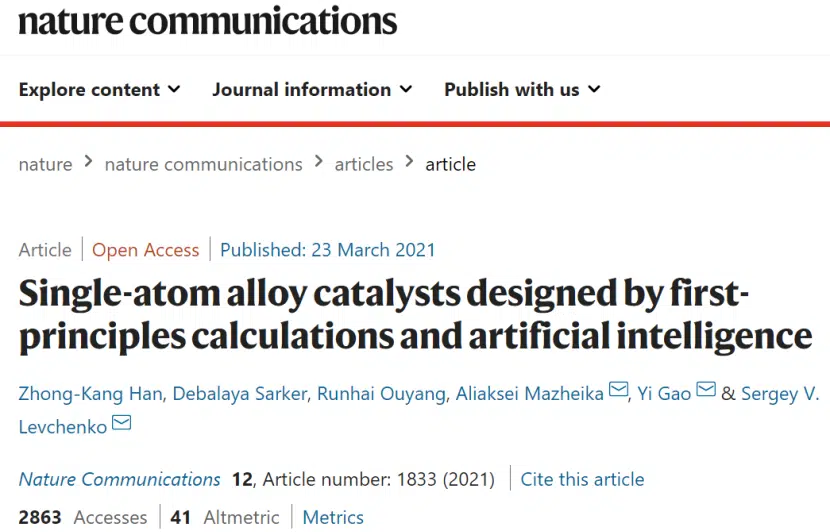 nature communications
Explore content Journal information Publish with us
nature > nature communications > articles > article
Article | Open Access | Published: 23 March 2021
Single-atom alloy catalysts designed by first-
principles calculations and artificial intelligence
Zhong-Kang Han, Debalaya Sarker, Runhai Ouyang, Aliaksei Mazheika, Yi Gao & Sergey V.
Levchenko
Nature Communications 12, Article number: 1833 (2021) | Cite this article
2863 Accesses | 41 Altmetric | Metrics